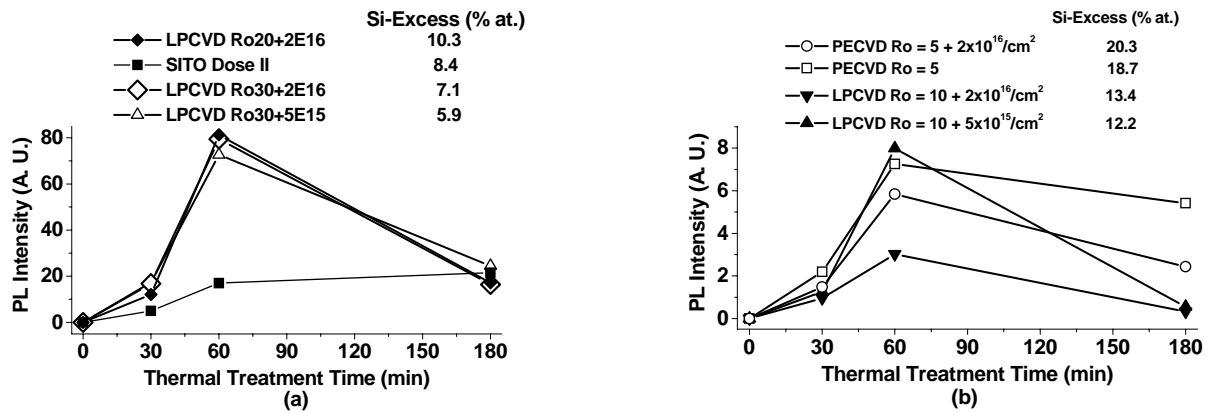 Si-Excess (% at.)
LPCVD Ro20+2E16 10.3
SITO Dose II 8.4
LPCVD Ro30+2E16 7.1
LPCVD Ro30+5E15 5.9
80
60
40
20
0
PL Intensity (A. U.)
0 30 60 90 120 150 180
Thermal Treatment Time (min)
(a)
Si-Excess (% at.)
PECVD Ro = 5 + 2x10^16/cm^2 20.3
PECVD Ro = 5 18.7
LPCVD Ro = 10 + 2x10^16/cm^2 13.4
LPCVD Ro = 10 + 5x10^15/cm^2 12.2
8
6
4
2
0
PL Intensity (A. U.)
0 30 60 90 120 150 180
Thermal Treatment Time (min)
(b)